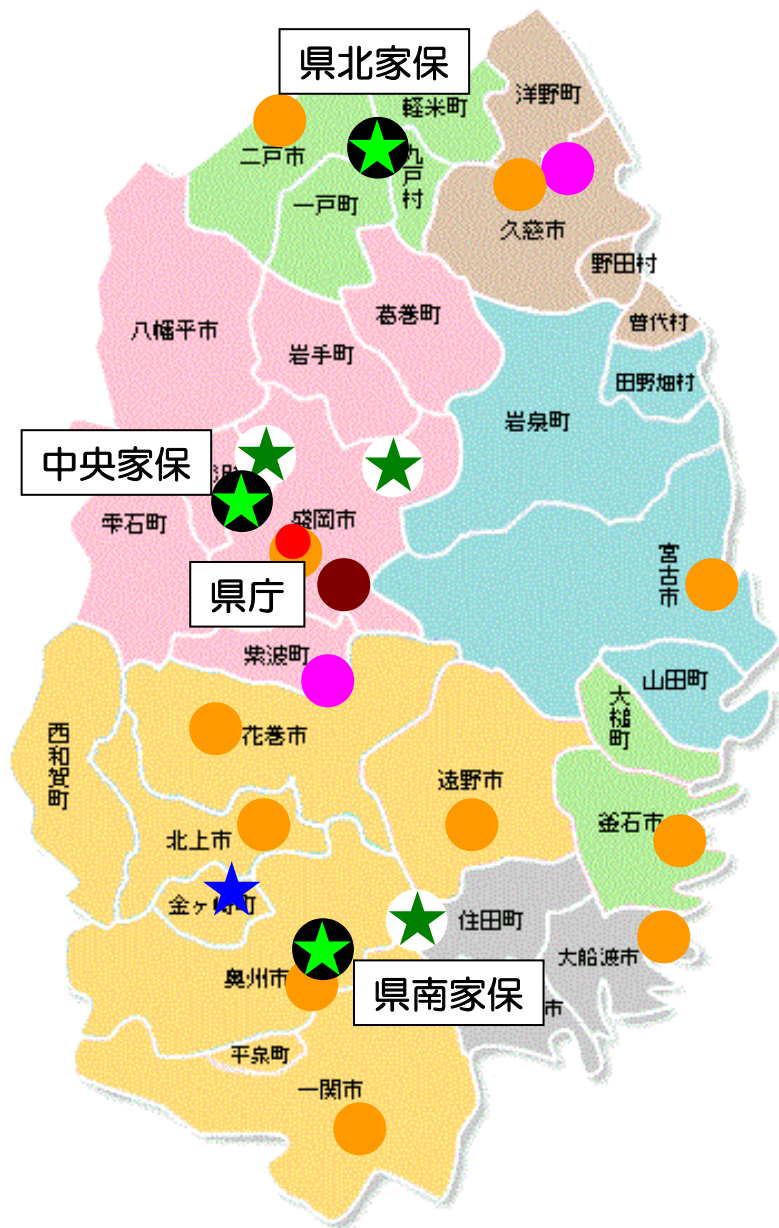 県北家保
洋野町
軽米町
二戸市
九戸村
一戸町
久慈市
野田村
葛巻町
普代村
八幡平市
岩手町
田野畑村
岩泉町
中央家保
盛岡市
雫石町
宮古市
県庁
紫波町
山田町
大槌町
花巻市
西和賀町
遠野市
釜石市
北上市
金ヶ崎町
住田町
大船渡市
奥州市
県南家保
市
平泉町
一関市